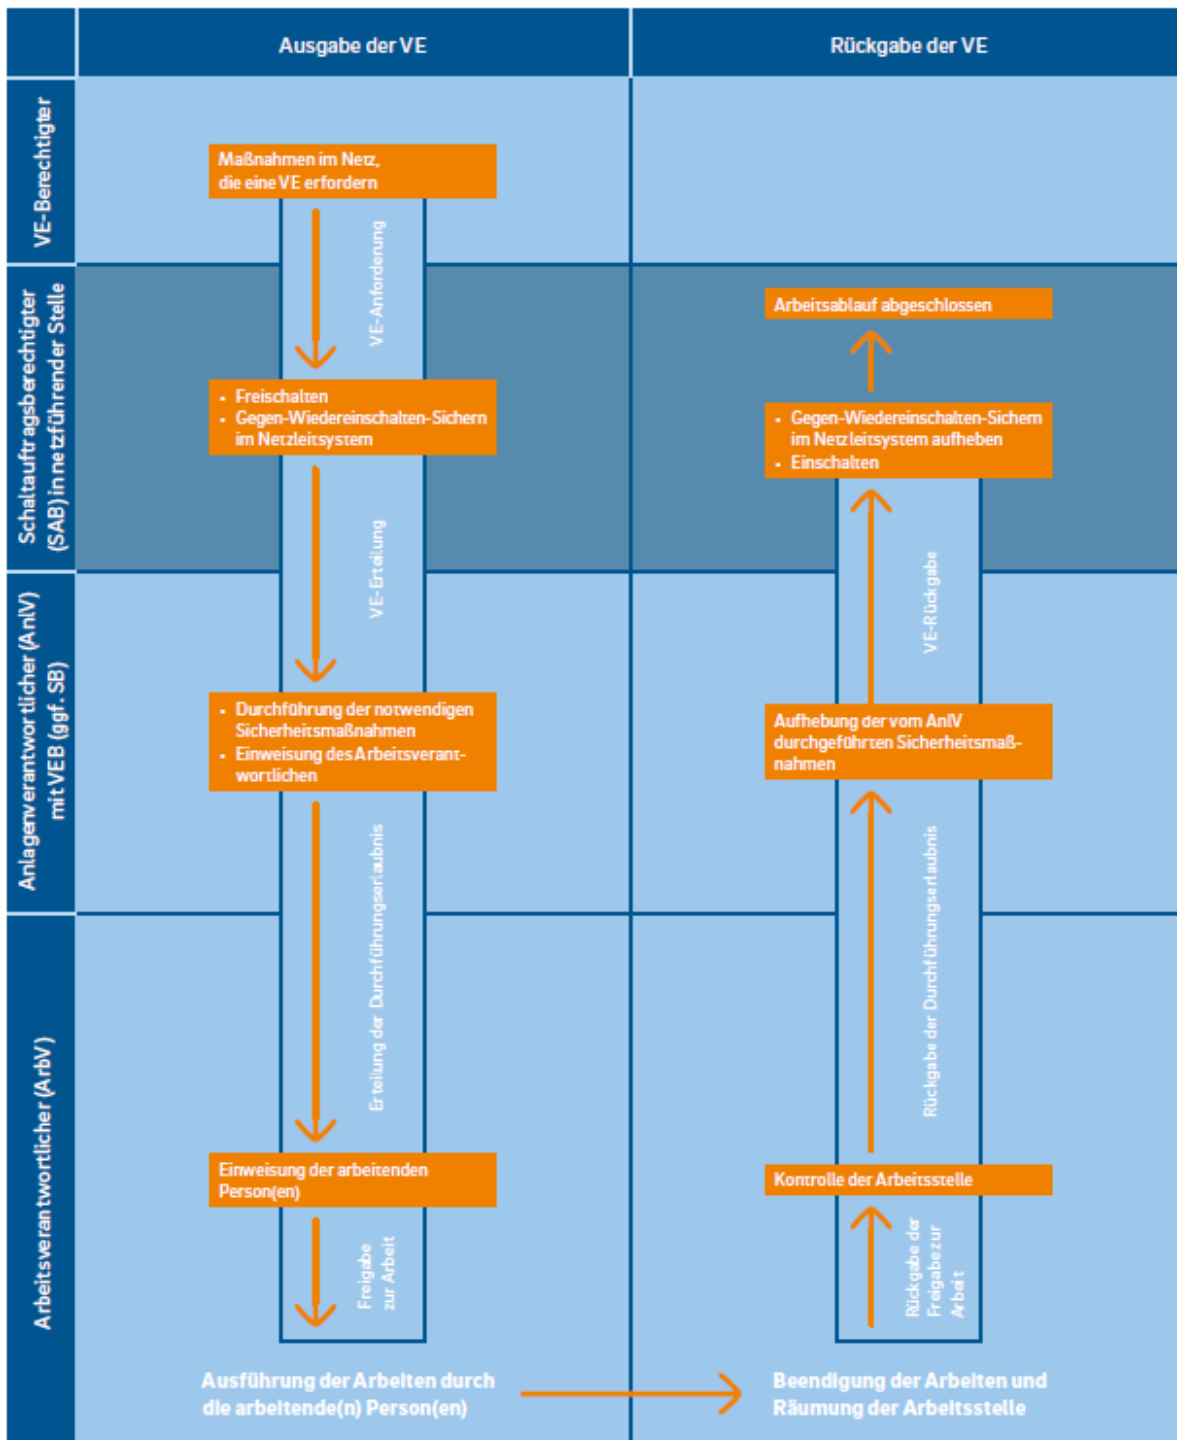 Ausgabe der VE
Rückgabe der VE
VE-Berechtigter
Maßnahmen im Netz,
die eine VE erfordern
VE-Anforderung
Schaltauftragsberechtigter
(SAB) in netzführender Stelle
• Freischalten
• Gegen-Wiedereinschalten-Sichern
im Netzleitsystem
VE-Erteilung
Arbeitsablauf abgeschlossen
• Gegen-Wiedereinschalten-Sichern
im Netzleitsystem aufheben
• Einschalten
VE-Rückgabe
Anlagenverantwortlicher (AnlV)
mit VEB (ggf. SB)
• Durchführung der notwendigen
Sicherheitsmaßnahmen
• Einweisung des Arbeitsverant-
wortlichen
Erteilung der Durchführungserlaubnis
Aufhebung der vom AnlV
durchgeführten Sicherheitsmaß-
nahmen
Rückgabe der Durchführungserlaubnis
Arbeitsverantwortlicher (ArbV)
Einweisung der arbeitenden
Person(en)
Freigabe
zur Arbeit
Kontrolle der Arbeitsstelle
Rückgabe der
Freigabe zur
Arbeit
Ausführung der Arbeiten durch
die arbeitende(n) Person(en)
Beendigung der Arbeiten und
Räumung der Arbeitsstelle